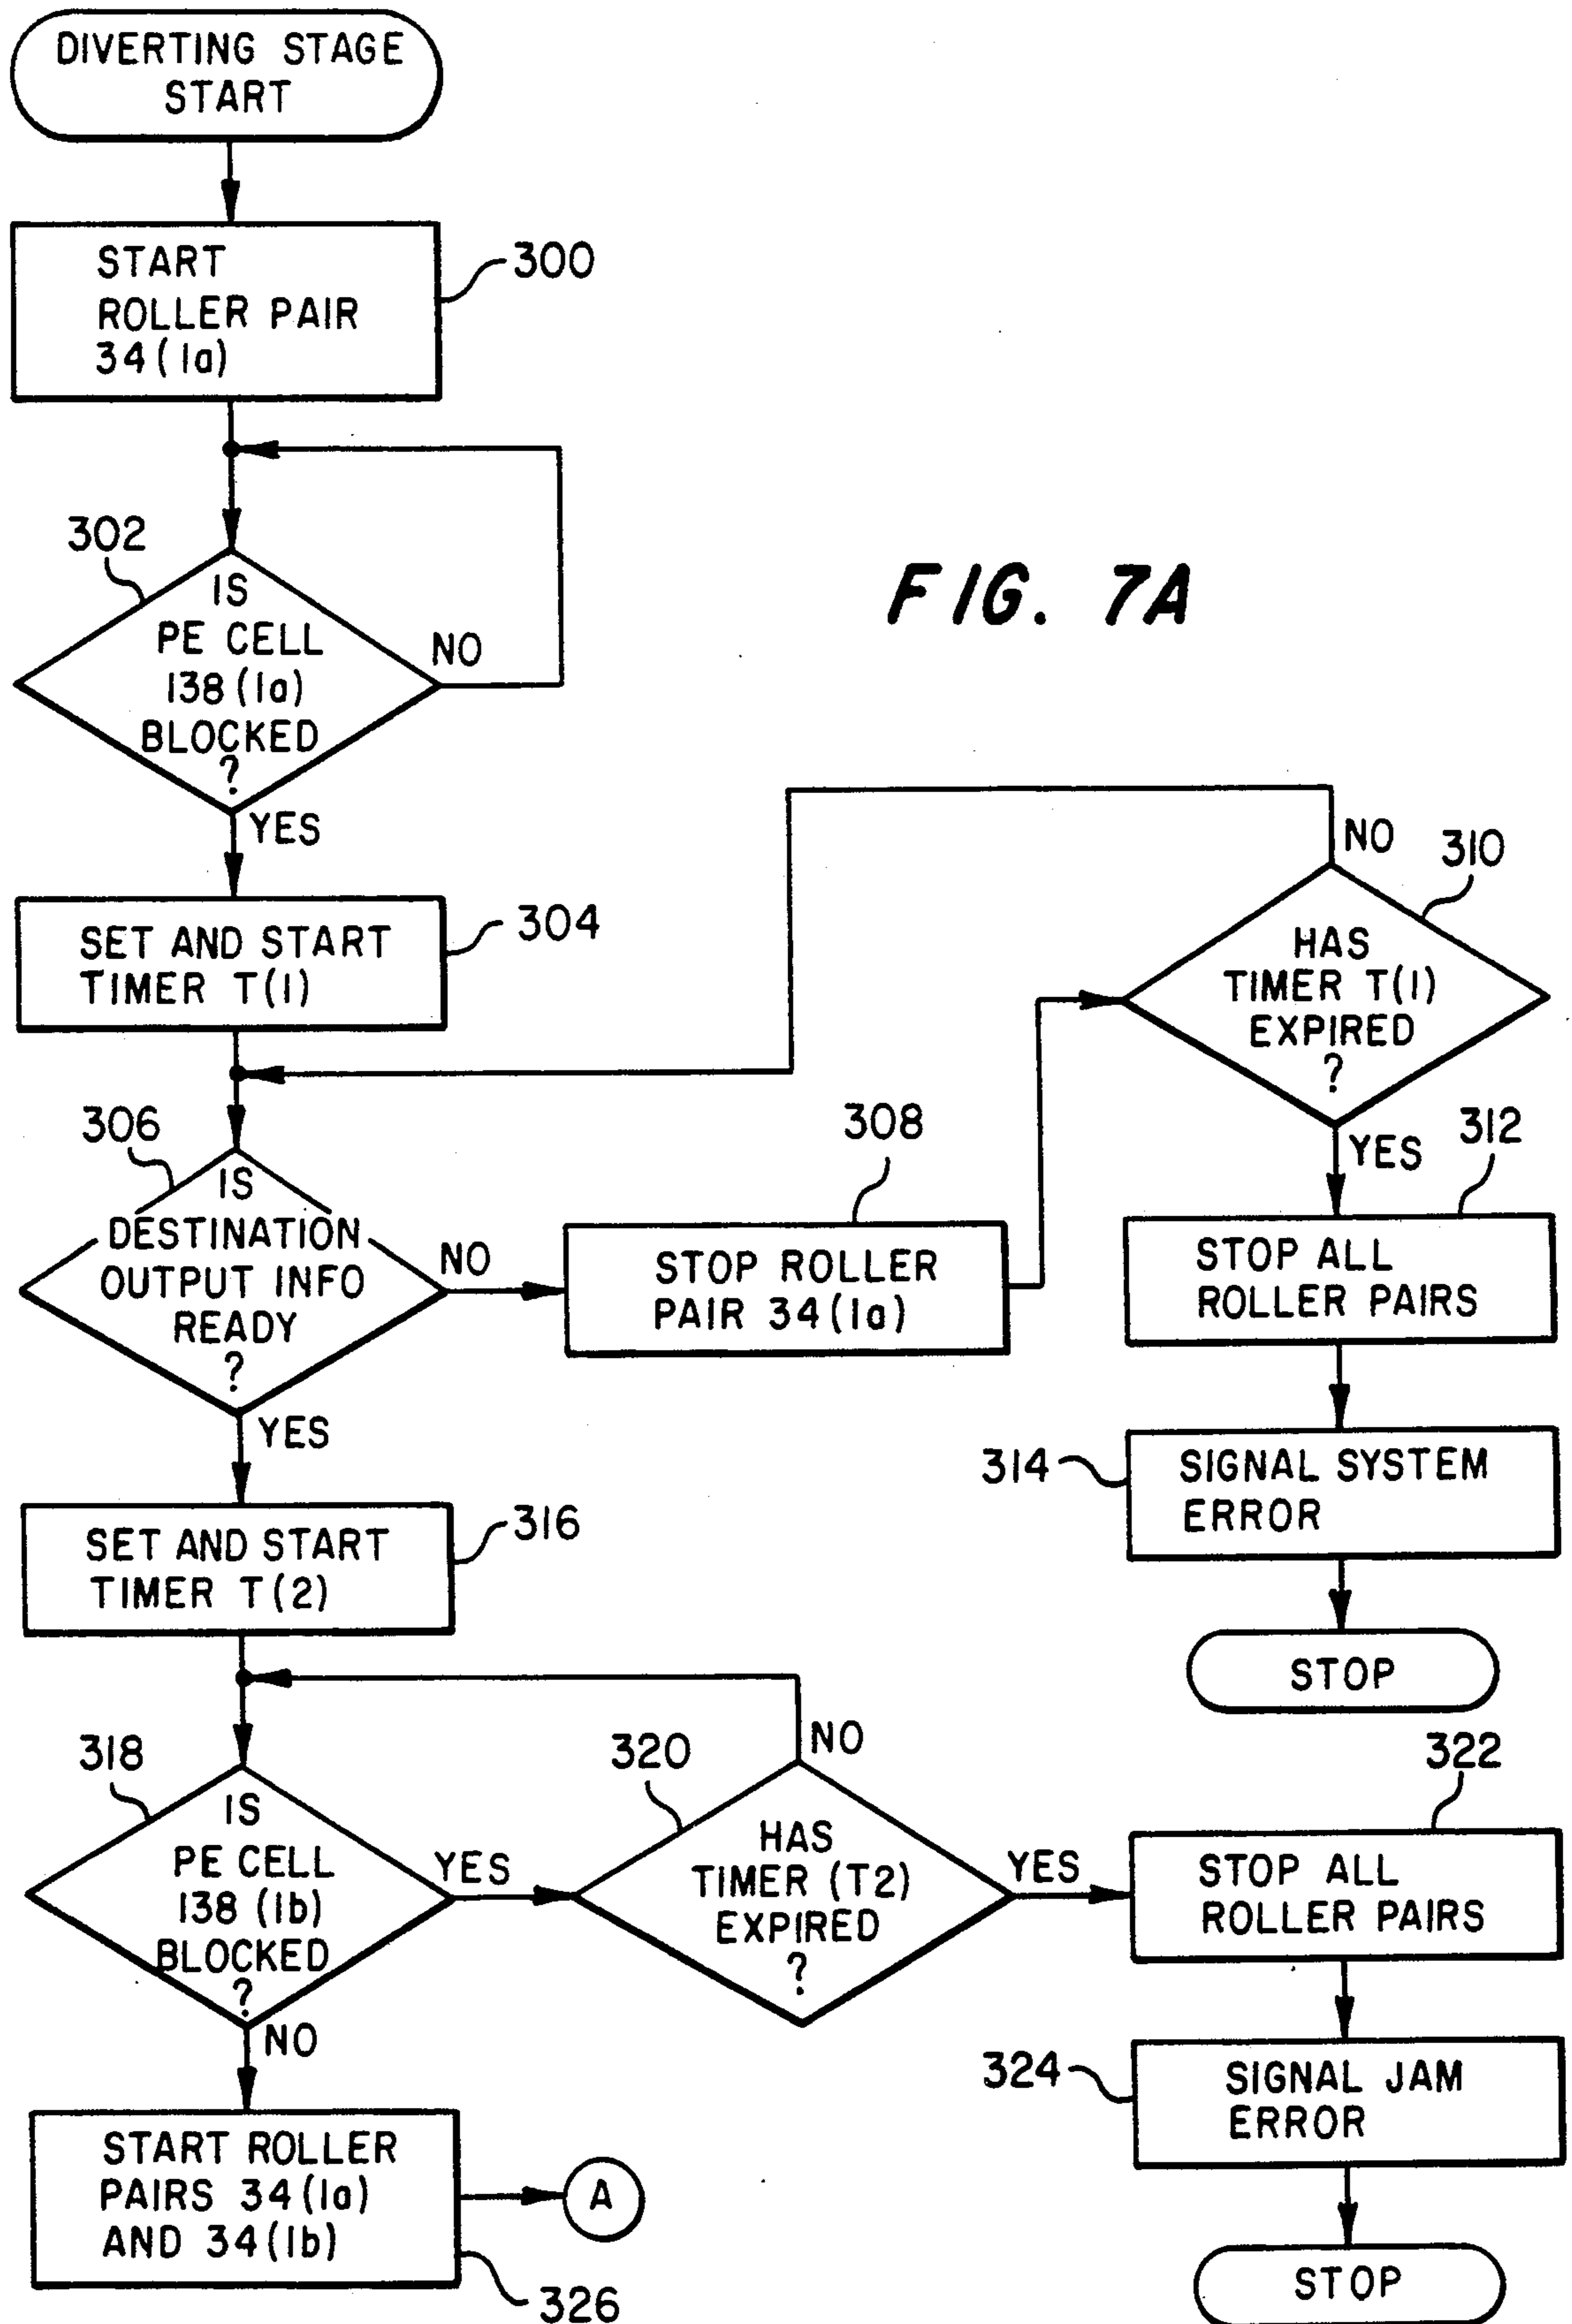 DIVERTING STAGE
START
START
ROLLER PAIR
34(1a)
300
302
IS
PE CELL
138(1a)
BLOCKED
?
NO
YES
FIG. 7A
SET AND START
TIMER T(1)
304
306
IS
DESTINATION
OUTPUT INFO
READY
?
NO
YES
308
STOP ROLLER
PAIR 34(1a)
NO
310
HAS
TIMER T(1)
EXPIRED
?
YES
312
STOP ALL
ROLLER PAIRS
314
SIGNAL SYSTEM
ERROR
STOP
SET AND START
TIMER T(2)
316
318
IS
PE CELL
138 (1b)
BLOCKED
?
YES
NO
320
NO
HAS
TIMER (T2)
EXPIRED
?
YES
322
STOP ALL
ROLLER PAIRS
324
SIGNAL JAM
ERROR
STOP
START ROLLER
PAIRS 34(1a)
AND 34(1b)
326
A